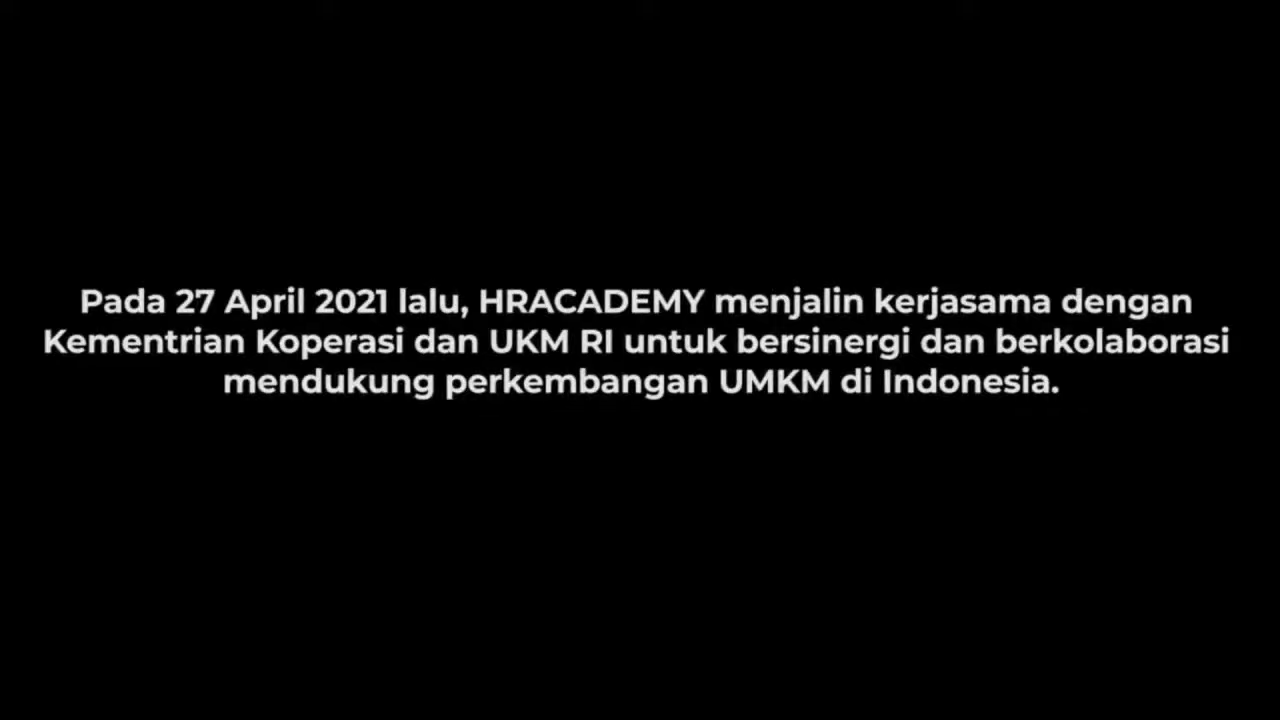 Pada 27 April 2021 lalu, HRACADEMY menjalin kerjasama dengan
Kementrian Koperasi dan UKM RI untuk bersinergi dan berkolaborasi
mendukung perkembangan UMKM di Indonesia.